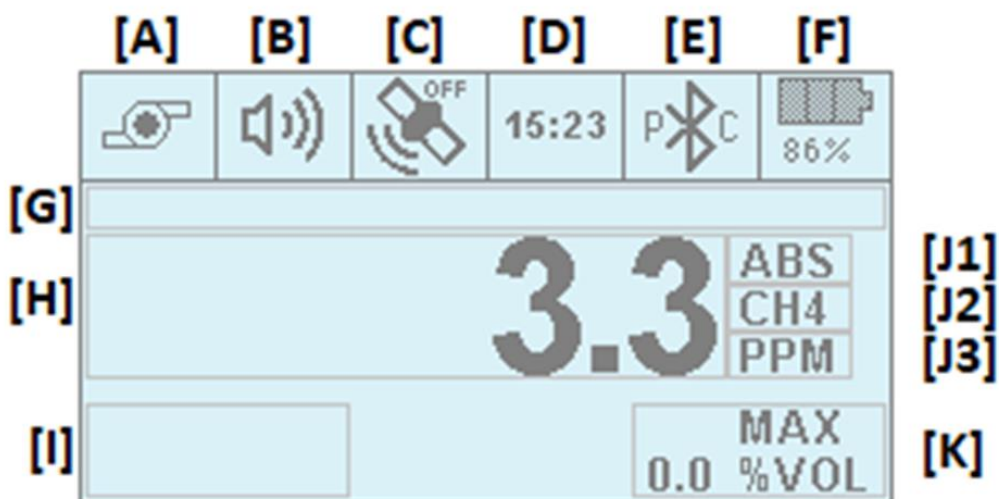 [A] [B] [C] [D] [E] [F]
OFF
15:23 P C
86%
[G]
[H] 3.3 ABS [J1]
CH4 [J2]
PPM [J3]
[I] MAX [K]
0.0 %VOL